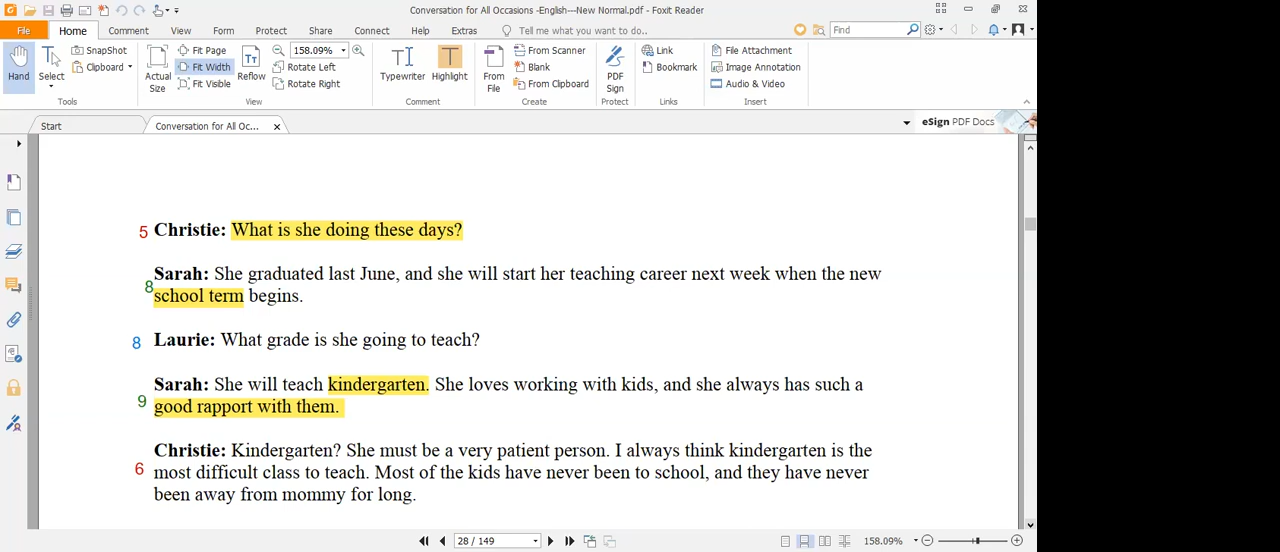 Conversation for All Occasions -English---New Normal.pdf - Foxit Reader
File Home Comment View Form Protect Share Connect Help Extras Tell me what you want to do.. Find
Hand Select SnapShot Clipboard Actual Size Fit Page Fit Width Fit Visible Reflow 158.09% Rotate Left Rotate Right Typewriter Highlight From File From Scanner Blank From Clipboard PDF Sign Link Bookmark File Attachment Image Annotation Audio & Video
Tools View Comment Create Protect Links Insert
Start Conversation for All Occ... eSign PDF Docs
5 Christie: What is she doing these days?
Sarah: She graduated last June, and she will start her teaching career next week when the new
8 school term begins.
8 Laurie: What grade is she going to teach?
Sarah: She will teach kindergarten. She loves working with kids, and she always has such a
9 good rapport with them.
Christie: Kindergarten? She must be a very patient person. I always think kindergarten is the
6 most difficult class to teach. Most of the kids have never been to school, and they have never
been away from mommy for long.
28 / 149 158.09%